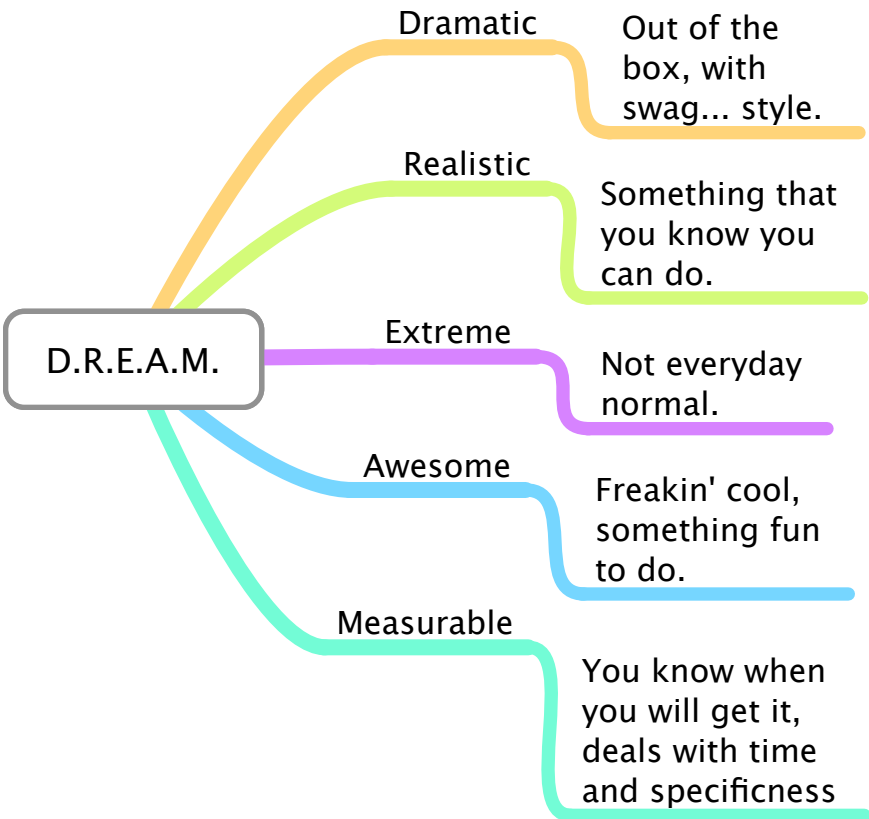 Dramatic
Out of the
box, with
swag... style.
Realistic
Something that
you know you
can do.
D.R.E.A.M.
Extreme
Not everyday
normal.
Awesome
Freakin' cool,
something fun
to do.
Measurable
You know when
you will get it,
deals with time
and specificness